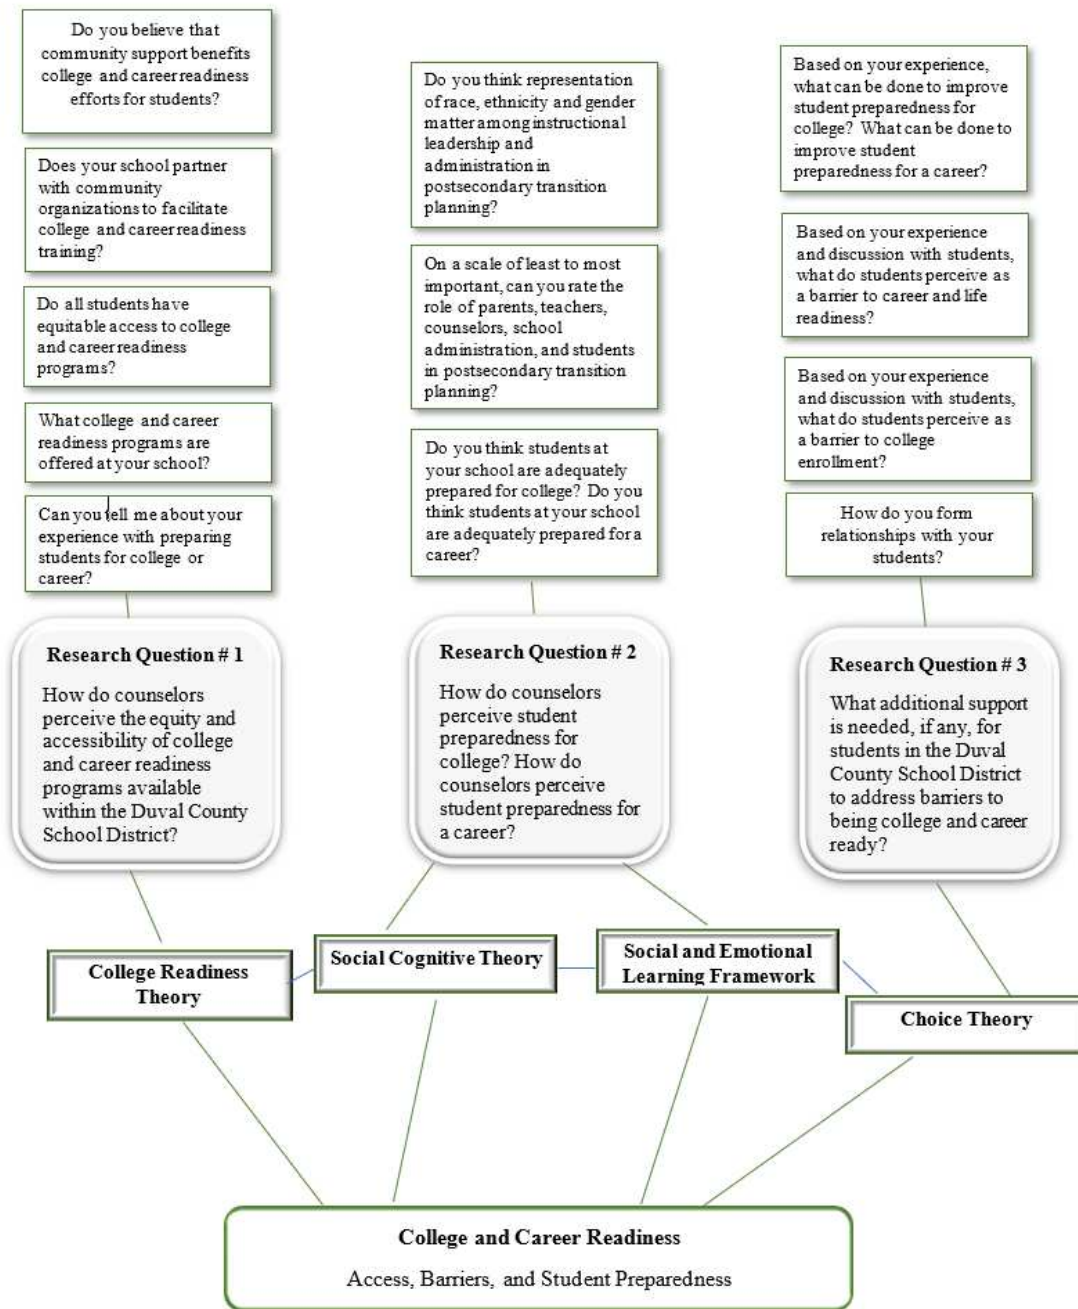 Do you believe that
community support benefits
college and career readiness
efforts for students?
Does your school partner
with community
organizations to facilitate
college and career readiness
training?
Do all students have
equitable access to college
and career readiness
programs?
What college and career
readiness programs are
offered at your school?
Can you tell me about your
experience with preparing
students for college or
career?
Do you think representation
of race, ethnicity and gender
matter among instructional
leadership and
administration in
postsecondary transition
planning?
On a scale of least to most
important, can you rate the
role of parents, teachers,
counselors, school
administration, and students
in postsecondary transition
planning?
Do you think students at
your school are adequately
prepared for college? Do you
think students at your school
are adequately prepared for a
career?
Based on your experience,
what can be done to improve
student preparedness for
college? What can be done to
improve student
preparedness for a career?
Based on your experience
and discussion with students,
what do students perceive as
a barrier to career and life
readiness?
Based on your experience
and discussion with students,
what do students perceive as
a barrier to college
enrollment?
How do you form
relationships with your
students?
Research Question # 1
How do counselors
perceive the equity and
accessibility of college
and career readiness
programs available
within the Duval County
School District?
Research Question # 2
How do counselors
perceive student
preparedness for
college? How do
counselors perceive
student preparedness for
a career?
Research Question # 3
What additional support
is needed, if any, for
students in the Duval
County School District
to address barriers to
being college and career
ready?
College Readiness
Theory
Social Cognitive Theory
Social and Emotional
Learning Framework
Choice Theory
College and Career Readiness
Access, Barriers, and Student Preparedness